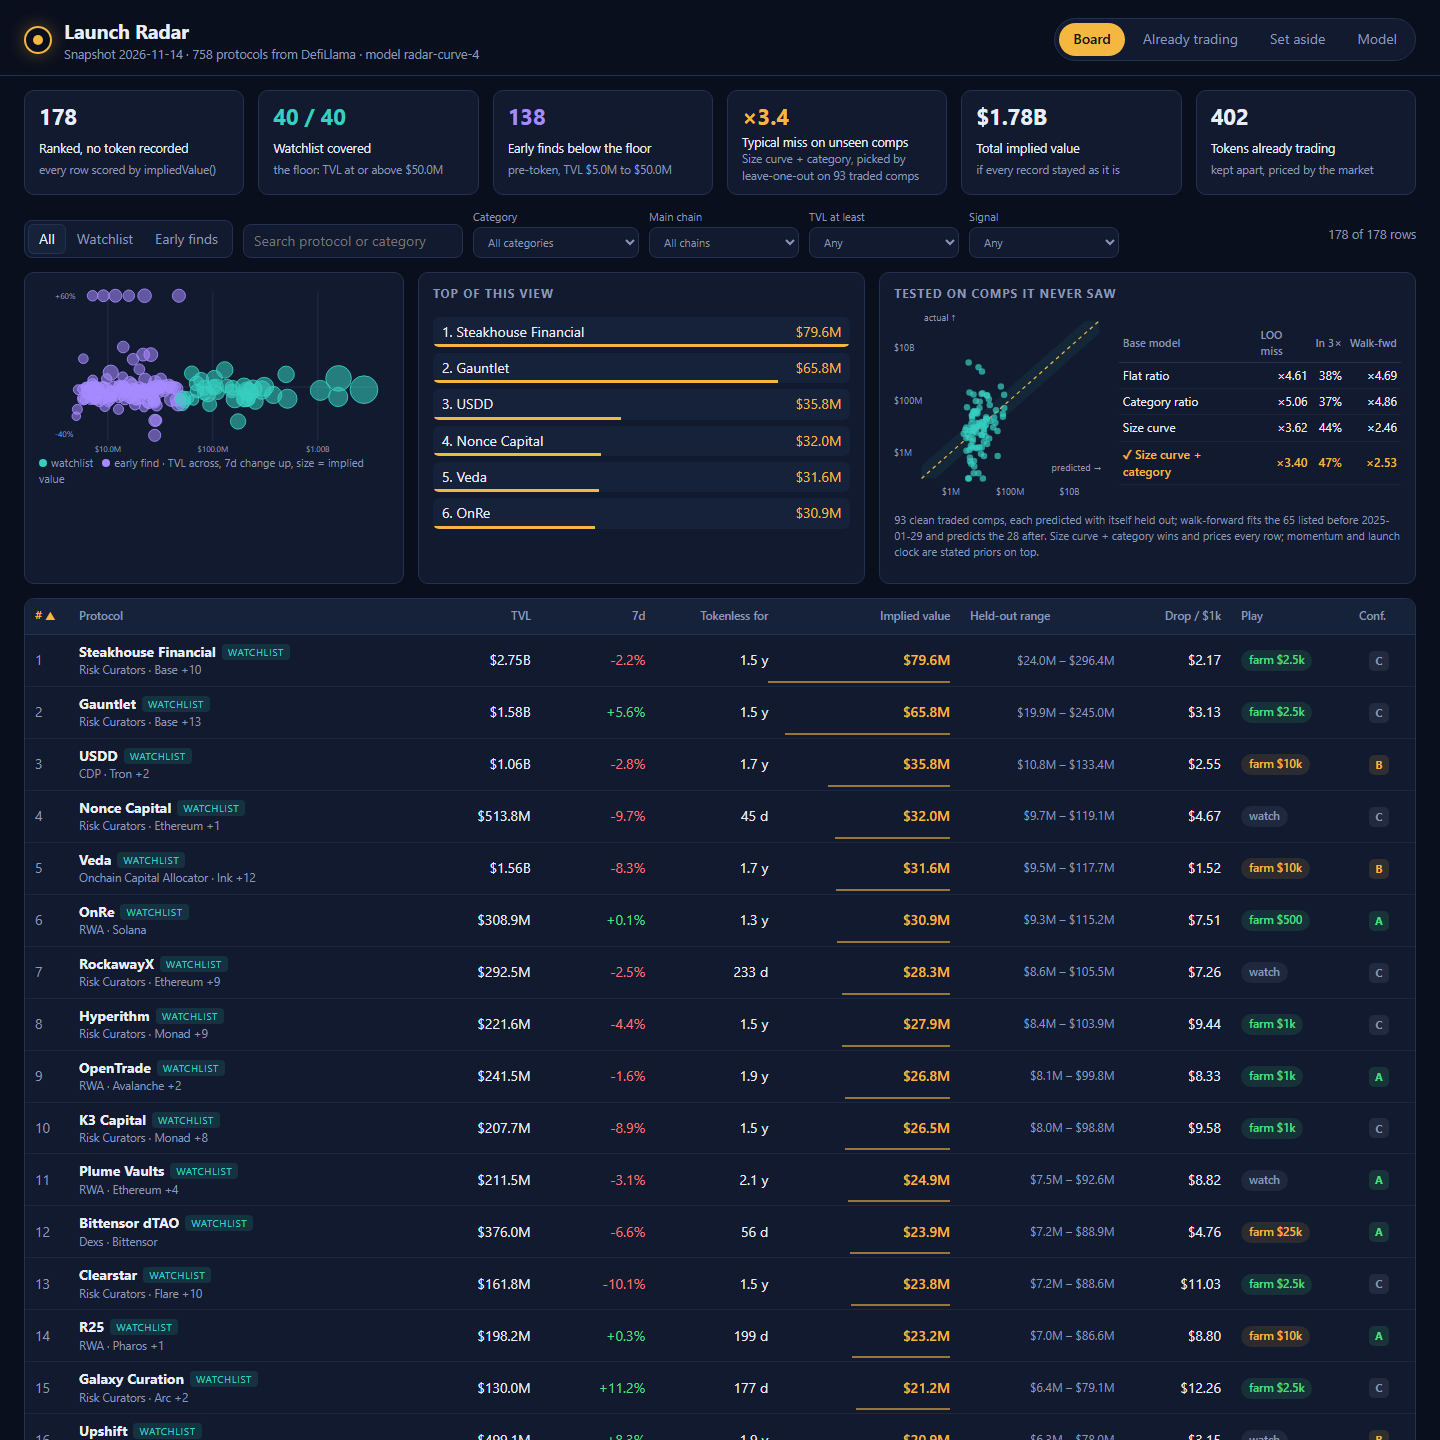 Launch Radar
Snapshot 2026-11-14 · 758 protocols from DefiLlama · model radar-curve-4
Board Already trading Set aside Model
178
Ranked, no token recorded
every row scored by impliedValue()
40 / 40
Watchlist covered
the floor: TVL at or above $50.0M
138
Early finds below the floor
pre-token, TVL $5.0M to $50.0M
×3.4
Typical miss on unseen comps
Size curve + category, picked by
leave-one-out on 93 traded comps
$1.78B
Total implied value
if every record stayed as it is
402
Tokens already trading
kept apart, priced by the market
All Watchlist Early finds
Search protocol or category
Category
All categories
Main chain
All chains
TVL at least
Any
Signal
Any
178 of 178 rows
+60%
-40%
$10.0M $100.0M $1.00B
watchlist early find · TVL across, 7d change up, size = implied
value
TOP OF THIS VIEW
1. Steakhouse Financial $79.6M
2. Gauntlet $65.8M
3. USDD $35.8M
4. Nonce Capital $32.0M
5. Veda $31.6M
6. OnRe $30.9M
TESTED ON COMPS IT NEVER SAW
actual ↑
$10B
$100M
$1M
predicted →
$1M $100M $10B
Base model LOO miss In 3× Walk-fwd
Flat ratio ×4.61 38% ×4.69
Category ratio ×5.06 37% ×4.86
Size curve ×3.62 44% ×2.46
✓ Size curve + category ×3.40 47% ×2.53
93 clean traded comps, each predicted with itself held out; walk-forward fits the 65 listed before 2025-
01-29 and predicts the 28 after. Size curve + category wins and prices every row; momentum and launch
clock are stated priors on top.
# ▲ Protocol TVL 7d Tokenless for Implied value Held-out range Drop / $1k Play Conf.
1 Steakhouse Financial WATCHLIST $2.75B -2.2% 1.5 y $79.6M $24.0M – $296.4M $2.17 farm $2.5k C
Risk Curators · Base +10
2 Gauntlet WATCHLIST $1.58B +5.6% 1.5 y $65.8M $19.9M – $245.0M $3.13 farm $2.5k C
Risk Curators · Base +13
3 USDD WATCHLIST $1.06B -2.8% 1.7 y $35.8M $10.8M – $133.4M $2.55 farm $10k B
CDP · Tron +2
4 Nonce Capital WATCHLIST $513.8M -9.7% 45 d $32.0M $9.7M – $119.1M $4.67 watch C
Risk Curators · Ethereum +1
5 Veda WATCHLIST $1.56B -8.3% 1.7 y $31.6M $9.5M – $117.7M $1.52 farm $10k B
Onchain Capital Allocator · Ink +12
6 OnRe WATCHLIST $308.9M +0.1% 1.3 y $30.9M $9.3M – $115.2M $7.51 farm $500 A
RWA · Solana
7 RockawayX WATCHLIST $292.5M -2.5% 233 d $28.3M $8.6M – $105.5M $7.26 watch C
Risk Curators · Ethereum +9
8 Hyperithm WATCHLIST $221.6M -4.4% 1.5 y $27.9M $8.4M – $103.9M $9.44 farm $1k C
Risk Curators · Monad +9
9 OpenTrade WATCHLIST $241.5M -1.6% 1.9 y $26.8M $8.1M – $99.8M $8.33 farm $1k A
RWA · Avalanche +2
10 K3 Capital WATCHLIST $207.7M -8.9% 1.5 y $26.5M $8.0M – $98.8M $9.58 farm $1k C
Risk Curators · Monad +8
11 Plume Vaults WATCHLIST $211.5M -3.1% 2.1 y $24.9M $7.5M – $92.6M $8.82 watch A
RWA · Ethereum +4
12 Bittensor dTAO WATCHLIST $376.0M -6.6% 56 d $23.9M $7.2M – $88.9M $4.76 farm $25k A
Dexs · Bittensor
13 Clearstar WATCHLIST $161.8M -10.1% 1.5 y $23.8M $7.2M – $88.6M $11.03 farm $2.5k C
Risk Curators · Flare +10
14 R25 WATCHLIST $198.2M +0.3% 199 d $23.2M $7.0M – $86.6M $8.80 farm $10k A
RWA · Pharos +1
15 Galaxy Curation WATCHLIST $130.0M +11.2% 177 d $21.2M $6.4M – $79.1M $12.26 farm $2.5k C
Risk Curators · Arc +2
Upshift WATCHLIST